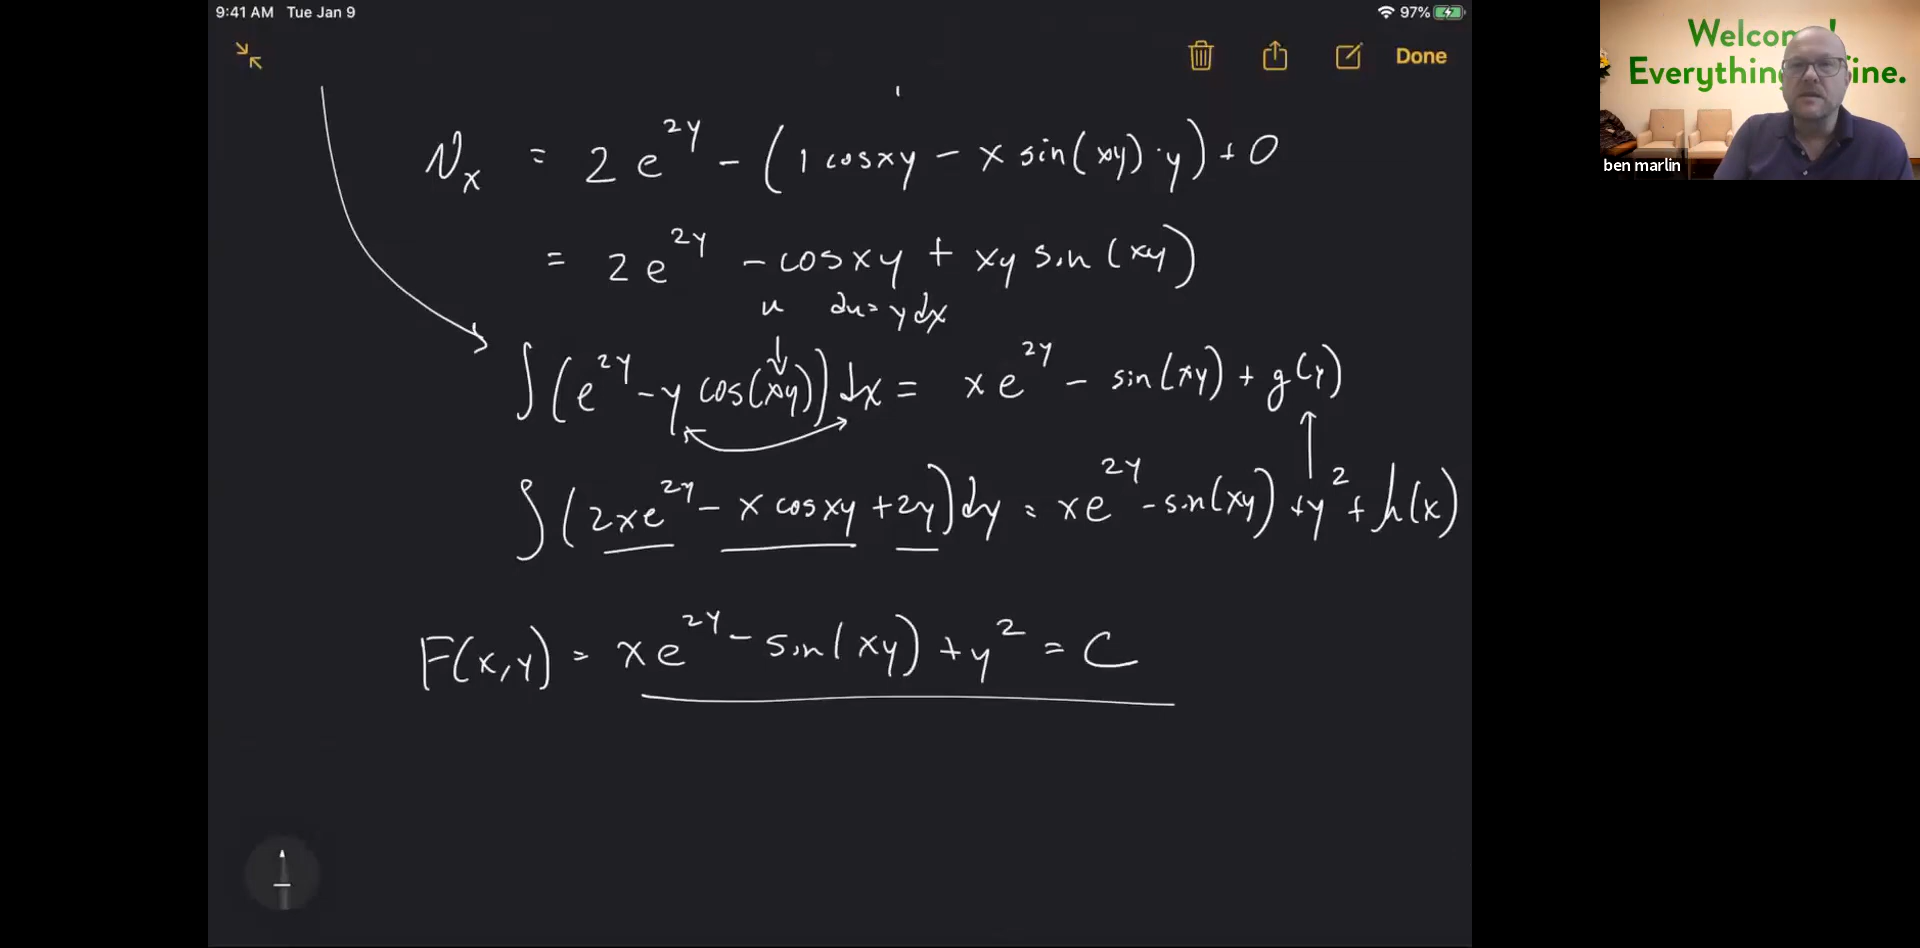 9:41 AM Tue Jan 9
97%
Done
N_x = 2e^{2y} - (1 cosxy - x sin(xy)·y) + 0
= 2e^{2y} - cosxy + xy sin(xy)
u du = y dx
∫(e^{2y} - y cos(xy))dx = xe^{2y} - sin(xy) + g(y)
∫(2xe^{2y} - x cosxy + 2y)dy = xe^{2y} - sin(xy) + y^2 + h(x)
F(x,y) = xe^{2y} - sin(xy) + y^2 = C
Everything
ine.
ben marlin